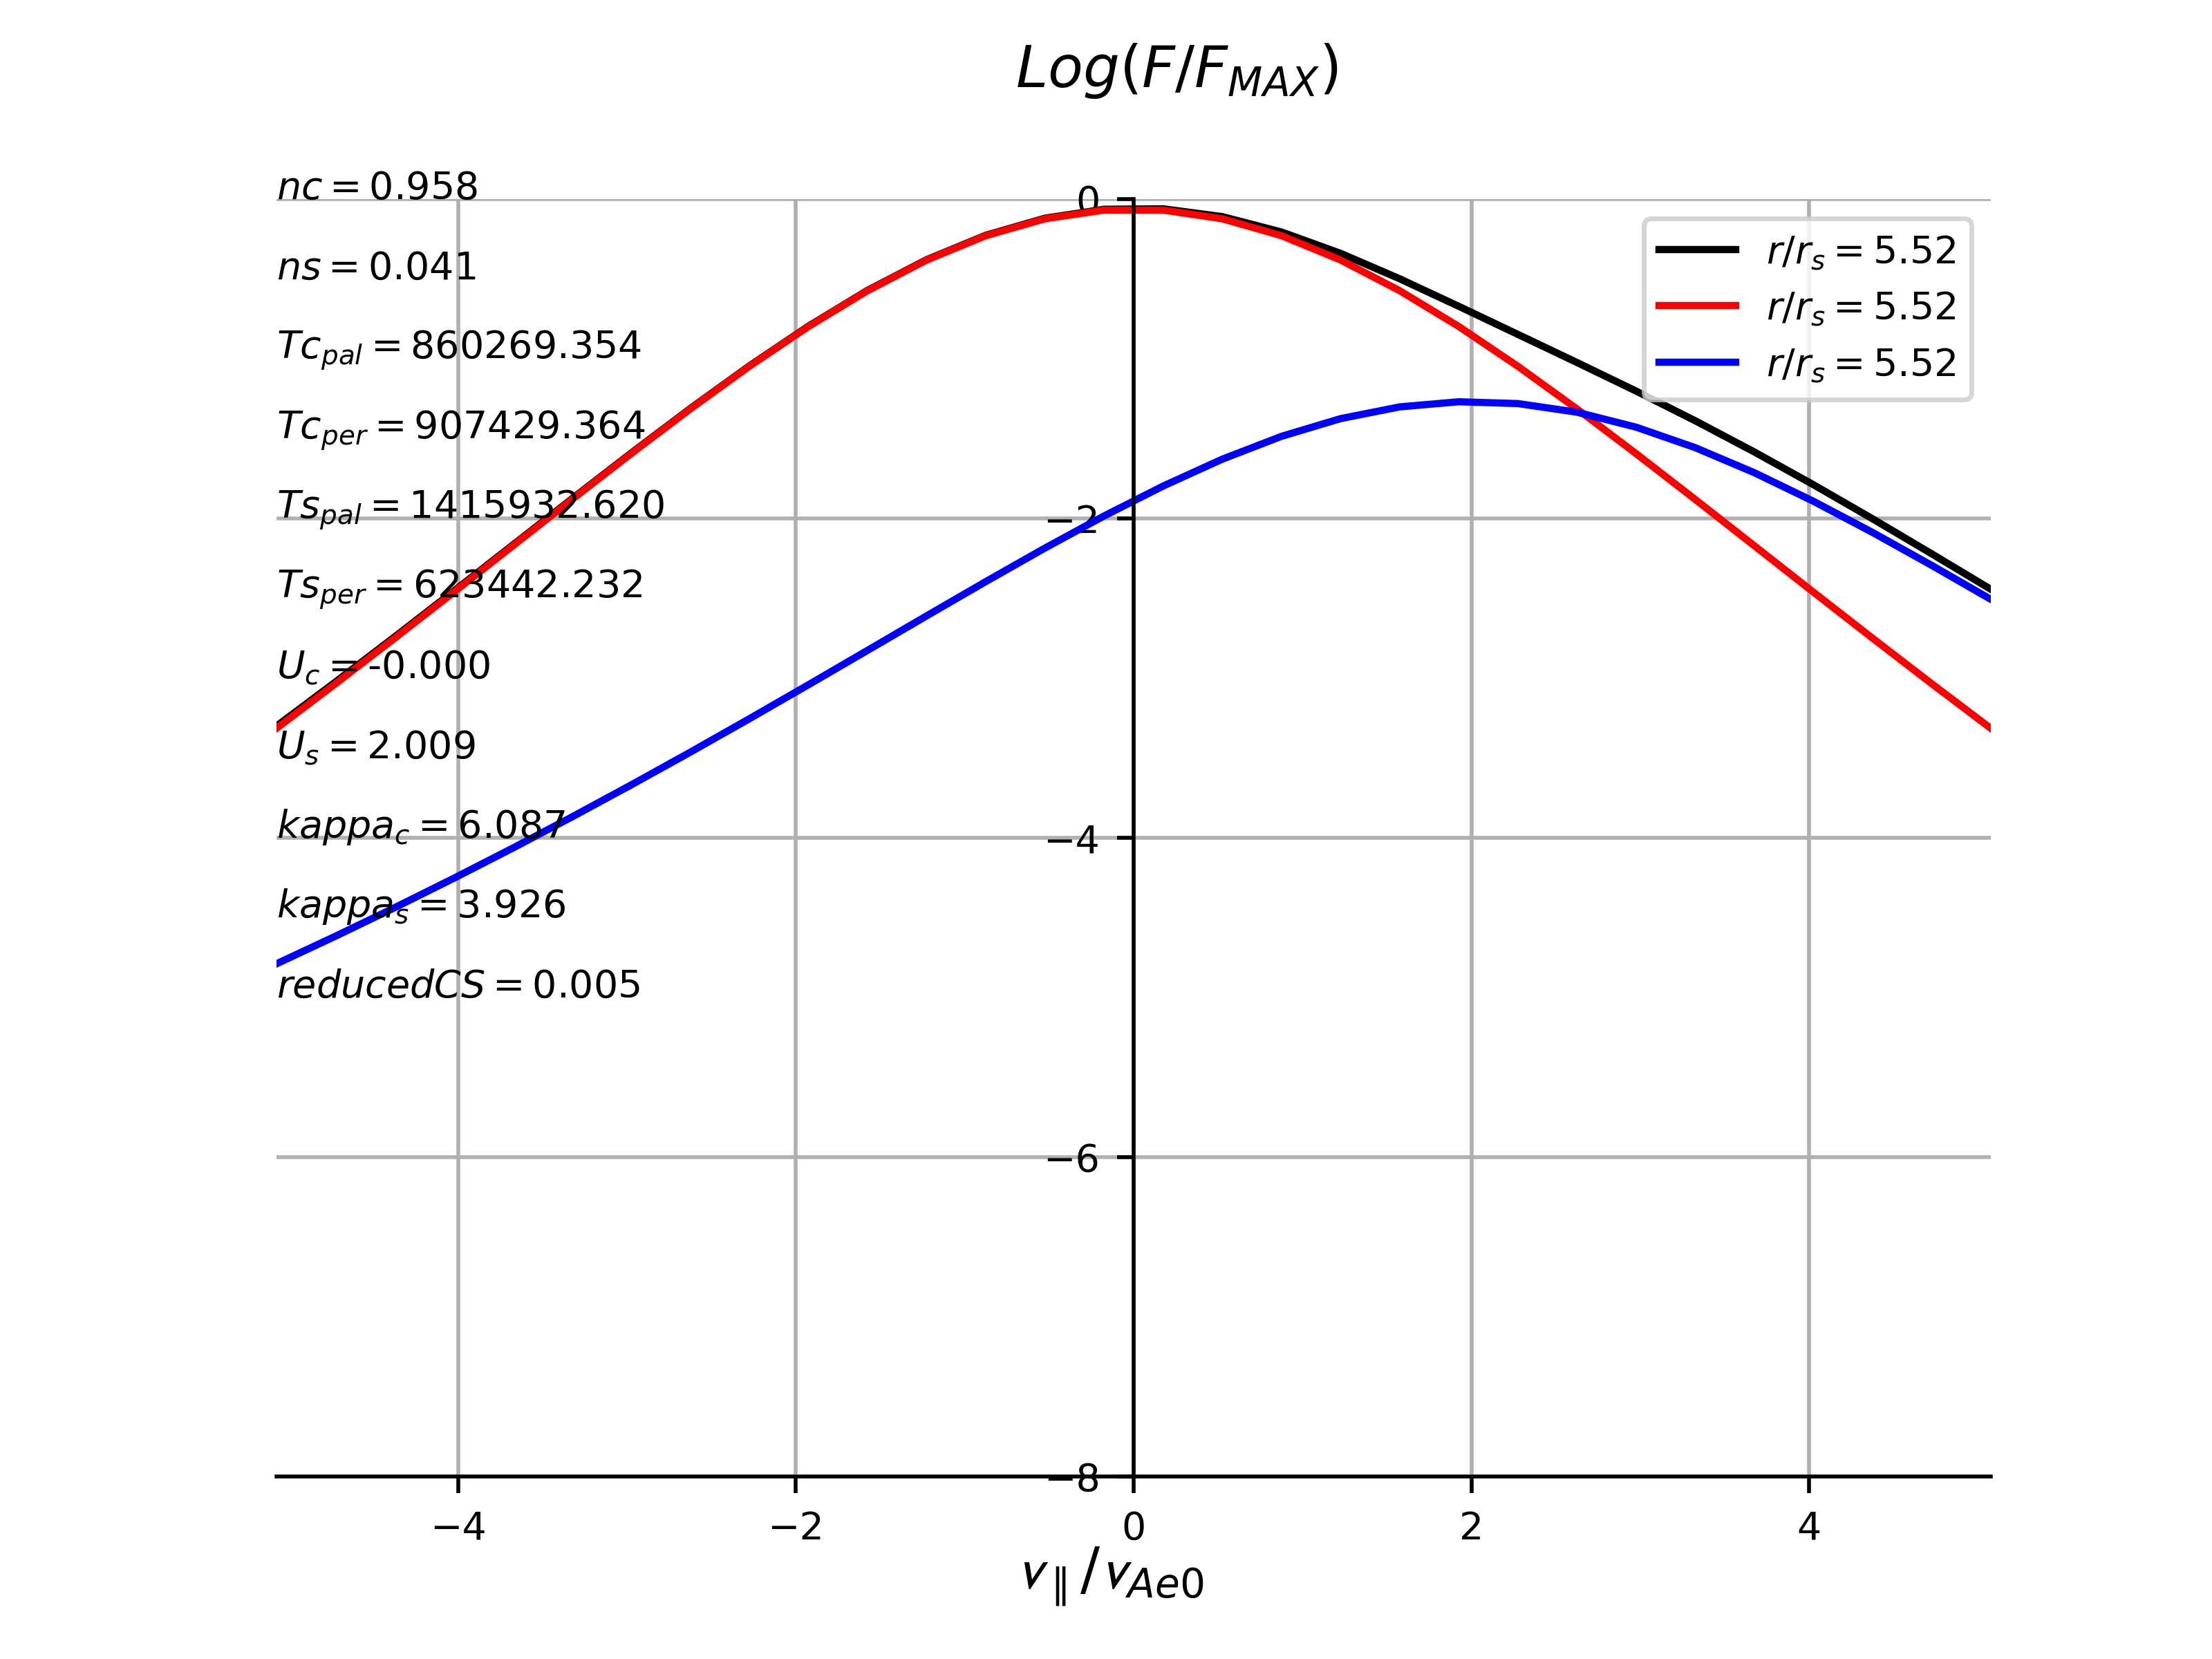 Log(F/F_MAX)
nc = 0.958
ns = 0.041
Tc_pal = 860269.354
Tc_per = 907429.364
Ts_pal = 1415932.620
Ts_per = 623442.232
U_c = -0.000
U_s = 2.009
kappa_c = 6.087
kappa_s = 3.926
reducedCS = 0.005
r/r_s = 5.52
r/r_s = 5.52
r/r_s = 5.52
0
−2
−4
−6
−8
−4 −2 0 2 4
v_∥/v_Ae0